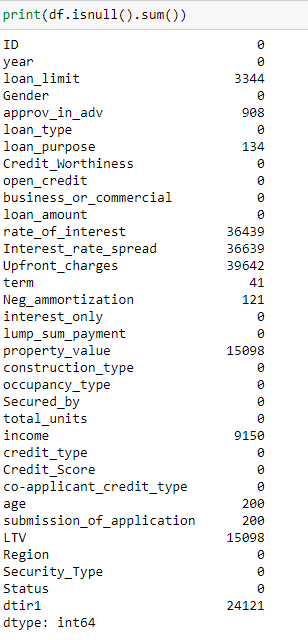 print(df.isnull().sum())
ID 0
year 0
loan_limit 3344
Gender 0
approv_in_adv 908
loan_type 0
loan_purpose 134
Credit_Worthiness 0
open_credit 0
business_or_commercial 0
loan_amount 0
rate_of_interest 36439
Interest_rate_spread 36639
Upfront_charges 39642
term 41
Neg_ammortization 121
interest_only 0
lump_sum_payment 0
property_value 15098
construction_type 0
occupancy_type 0
Secured_by 0
total_units 0
income 9150
credit_type 0
Credit_Score 0
co-applicant_credit_type 0
age 200
submission_of_application 200
LTV 15098
Region 0
Security_Type 0
Status 0
dtir1 24121
dtype: int64